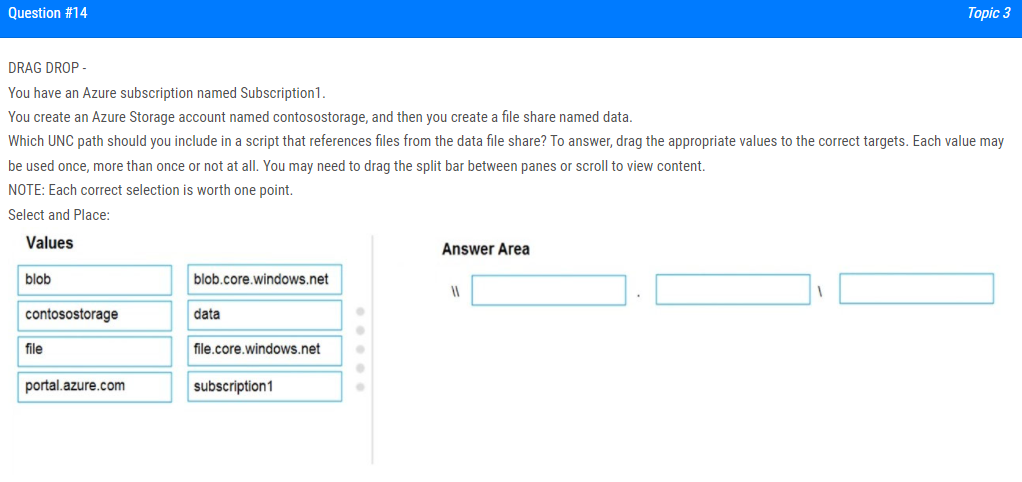 Question #14
Topic 3
DRAG DROP -
You have an Azure subscription named Subscription1.
You create an Azure Storage account named contosostorage, and then you create a file share named data.
Which UNC path should you include in a script that references files from the data file share? To answer, drag the appropriate values to the correct targets. Each value may
be used once, more than once or not at all. You may need to drag the split bar between panes or scroll to view content.
NOTE: Each correct selection is worth one point.
Select and Place:
Values
blob
blob.core.windows.net
contosostorage
data
file
file.core.windows.net
portal.azure.com
subscription1
Answer Area
\\ . \